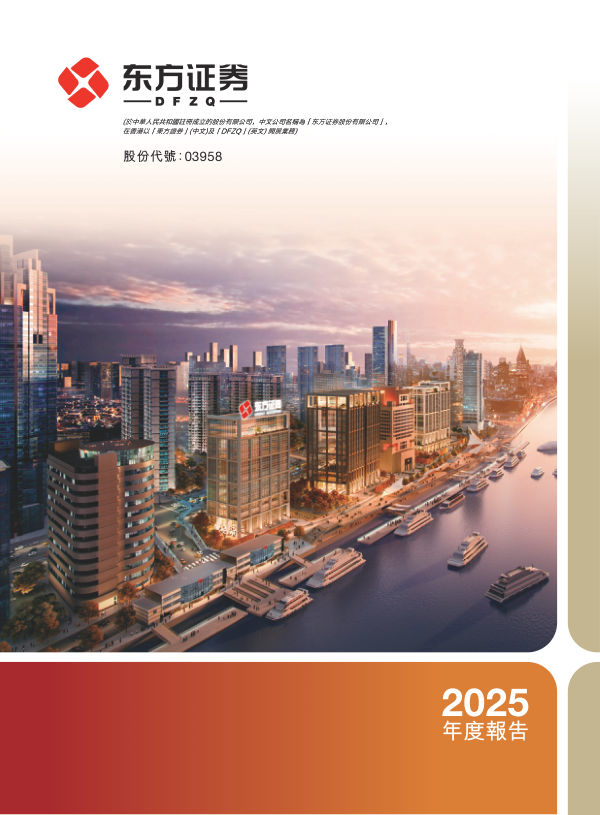 东方证券
DFZQ
(於中華人民共和國註冊成立的股份有限公司，中文公司名稱為「东方证券股份有限公司」，
在香港以「東方證券」(中文)及「DFZQ」(英文) 開展業務)
股份代號：03958
2025
年度報告